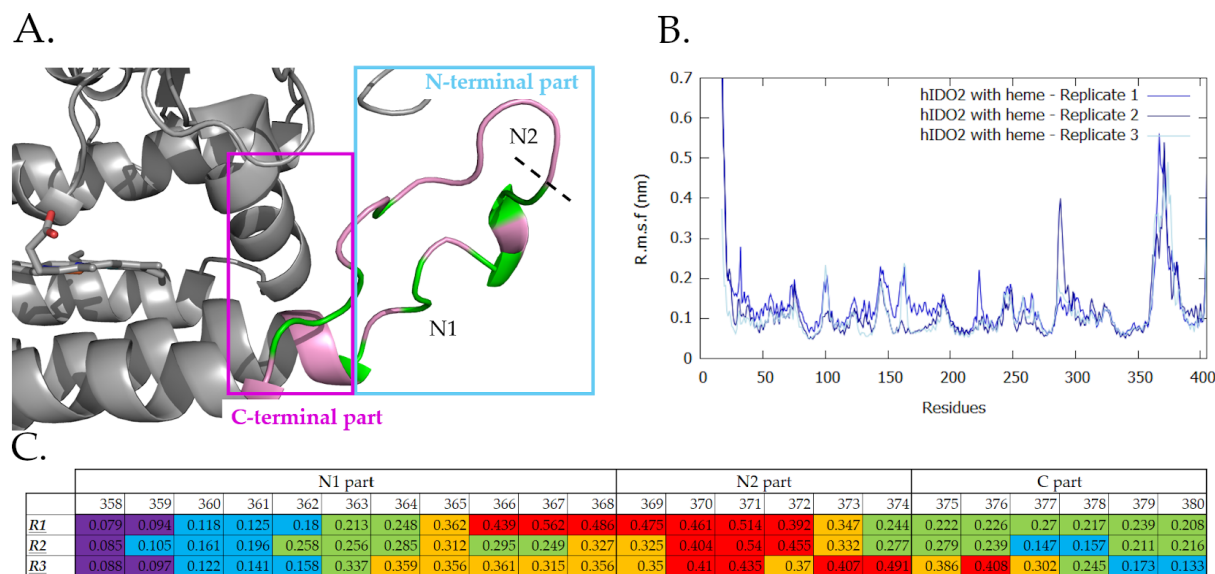 A.
N-terminal part
N2
N1
C-terminal part
B.
hIDO2 with heme - Replicate 1
hIDO2 with heme - Replicate 2
hIDO2 with heme - Replicate 3
0.7
0.6
0.5
0.4
0.3
0.2
0.1
0
R.m.s.f (nm)
0 50 100 150 200 250 300 350 400
Residues
C.
N1 part N2 part C part
358 359 360 361 362 363 364 365 366 367 368 369 370 371 372 373 374 375 376 377 378 379 380
R1 0.079 0.094 0.118 0.125 0.18 0.213 0.248 0.362 0.439 0.562 0.486 0.475 0.461 0.514 0.392 0.347 0.244 0.222 0.226 0.27 0.217 0.239 0.208
R2 0.085 0.105 0.161 0.196 0.258 0.256 0.285 0.312 0.295 0.249 0.327 0.325 0.404 0.54 0.455 0.332 0.277 0.279 0.239 0.147 0.157 0.211 0.216
R3 0.088 0.097 0.122 0.141 0.158 0.337 0.359 0.356 0.361 0.315 0.356 0.35 0.41 0.435 0.37 0.407 0.491 0.386 0.408 0.302 0.245 0.173 0.133